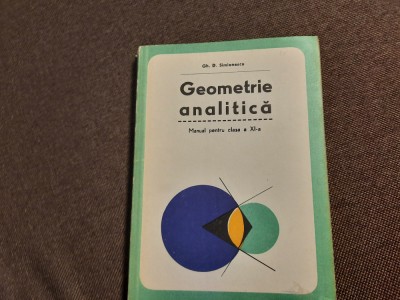 Gh. D. Simionescu
Geometrie
analitică
Manual pentru clasa a XI-a